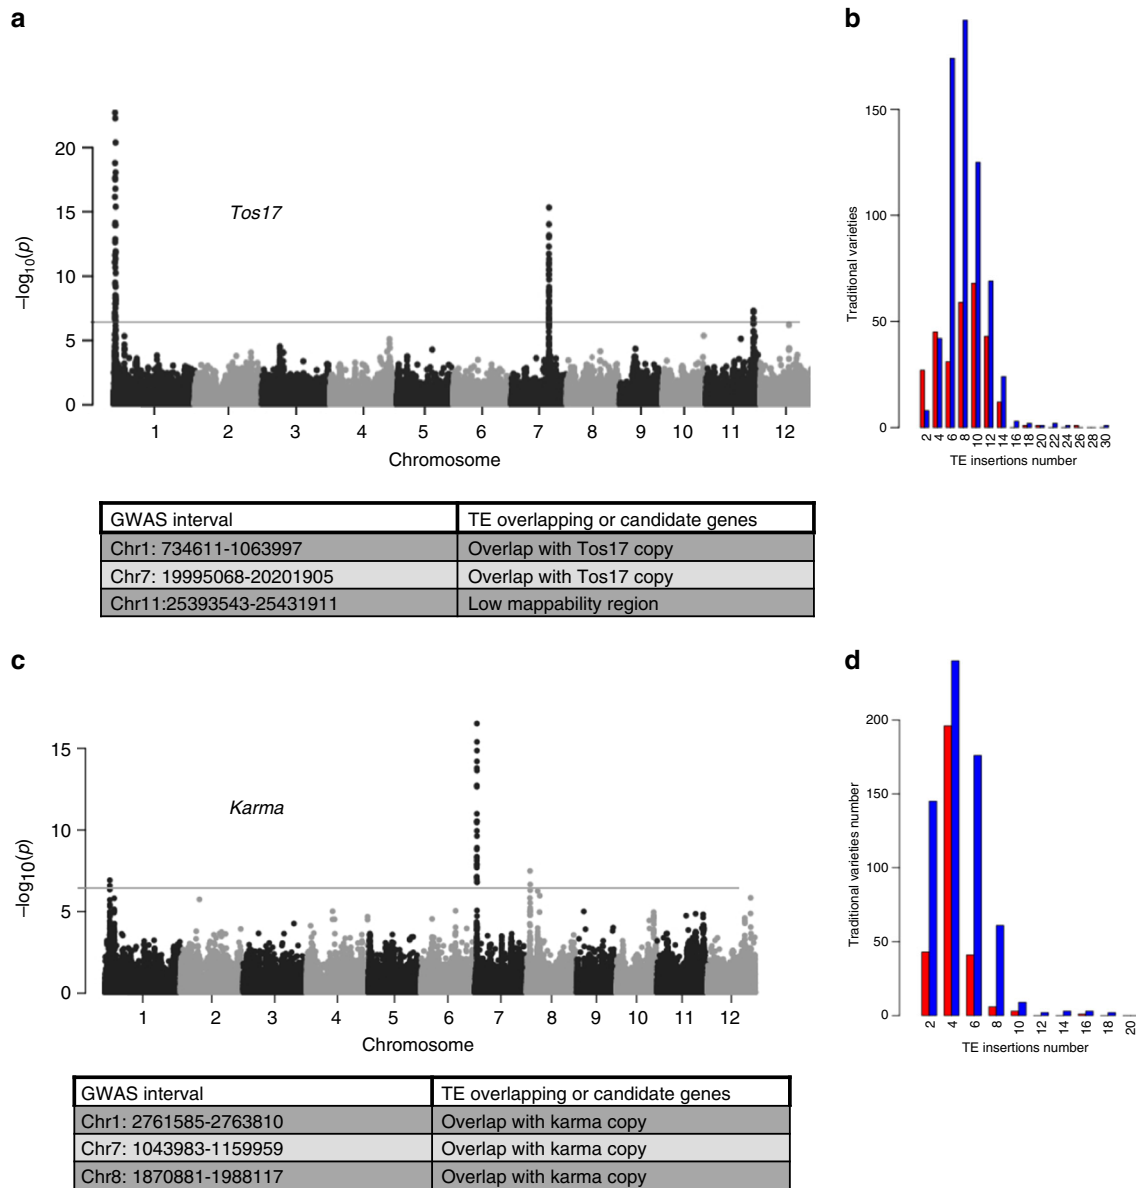 a
b
Tos17
–log10(p)
20
15
10
5
0
1 2 3 4 5 6 7 8 9 10 11 12
Chromosome
Traditional varieties
150
100
50
0
2 4 6 8 10 12 14 16 18 20 22 24 26 28 30
TE insertions number
GWAS interval TE overlapping or candidate genes
Chr1: 734611-1063997 Overlap with Tos17 copy
Chr7: 19995068-20201905 Overlap with Tos17 copy
Chr11:25393543-25431911 Low mappability region
c
d
Karma
–log10(p)
15
10
5
0
1 2 3 4 5 6 7 8 9 10 11 12
Chromosome
Traditional varieties number
200
150
100
50
0
2 4 6 8 10 12 14 16 18 20
TE insertions number
GWAS interval TE overlapping or candidate genes
Chr1: 2761585-2763810 Overlap with karma copy
Chr7: 1043983-1159959 Overlap with karma copy
Chr8: 1870881-1988117 Overlap with karma copy